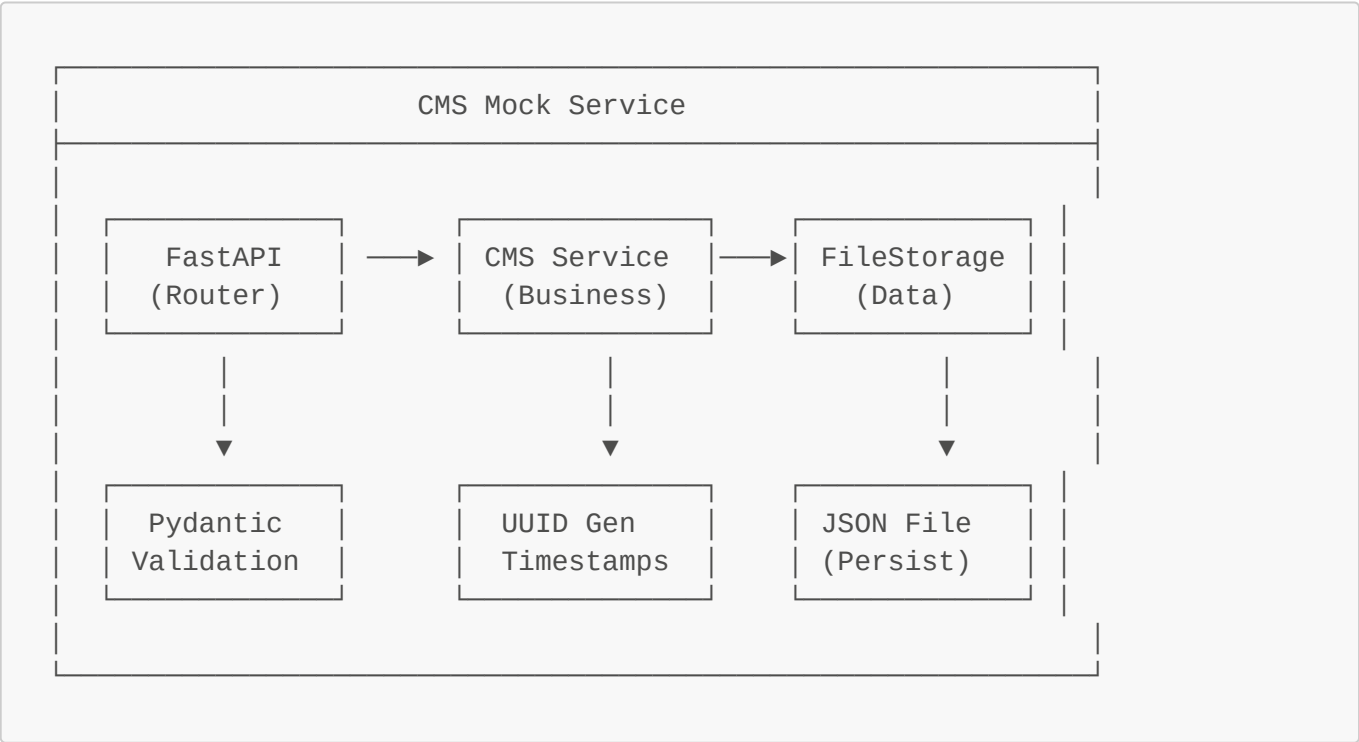 CMS Mock Service
FastAPI CMS Service FileStorage
(Router) (Business) (Data)
Pydantic UUID Gen JSON File
Validation Timestamps (Persist)